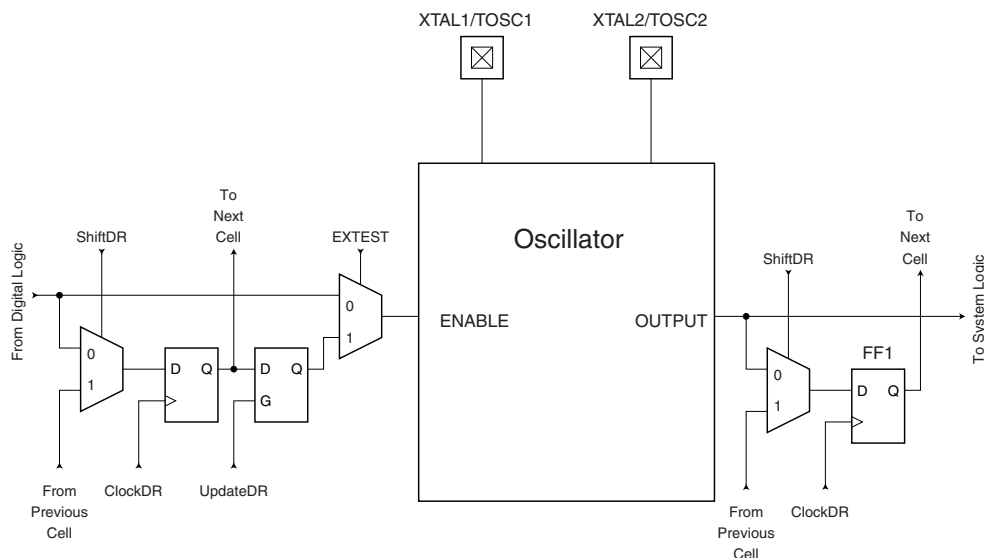 XTAL1/TOSC1
XTAL2/TOSC2
From Digital Logic
ShiftDR
To
Next
Cell
EXTEST
0
1
0
1
D
Q
D
Q
G
From
Previous
Cell
ClockDR
UpdateDR
Oscillator
ENABLE
OUTPUT
ShiftDR
To
Next
Cell
To System Logic
FF1
0
1
D
Q
From
Previous
Cell
ClockDR